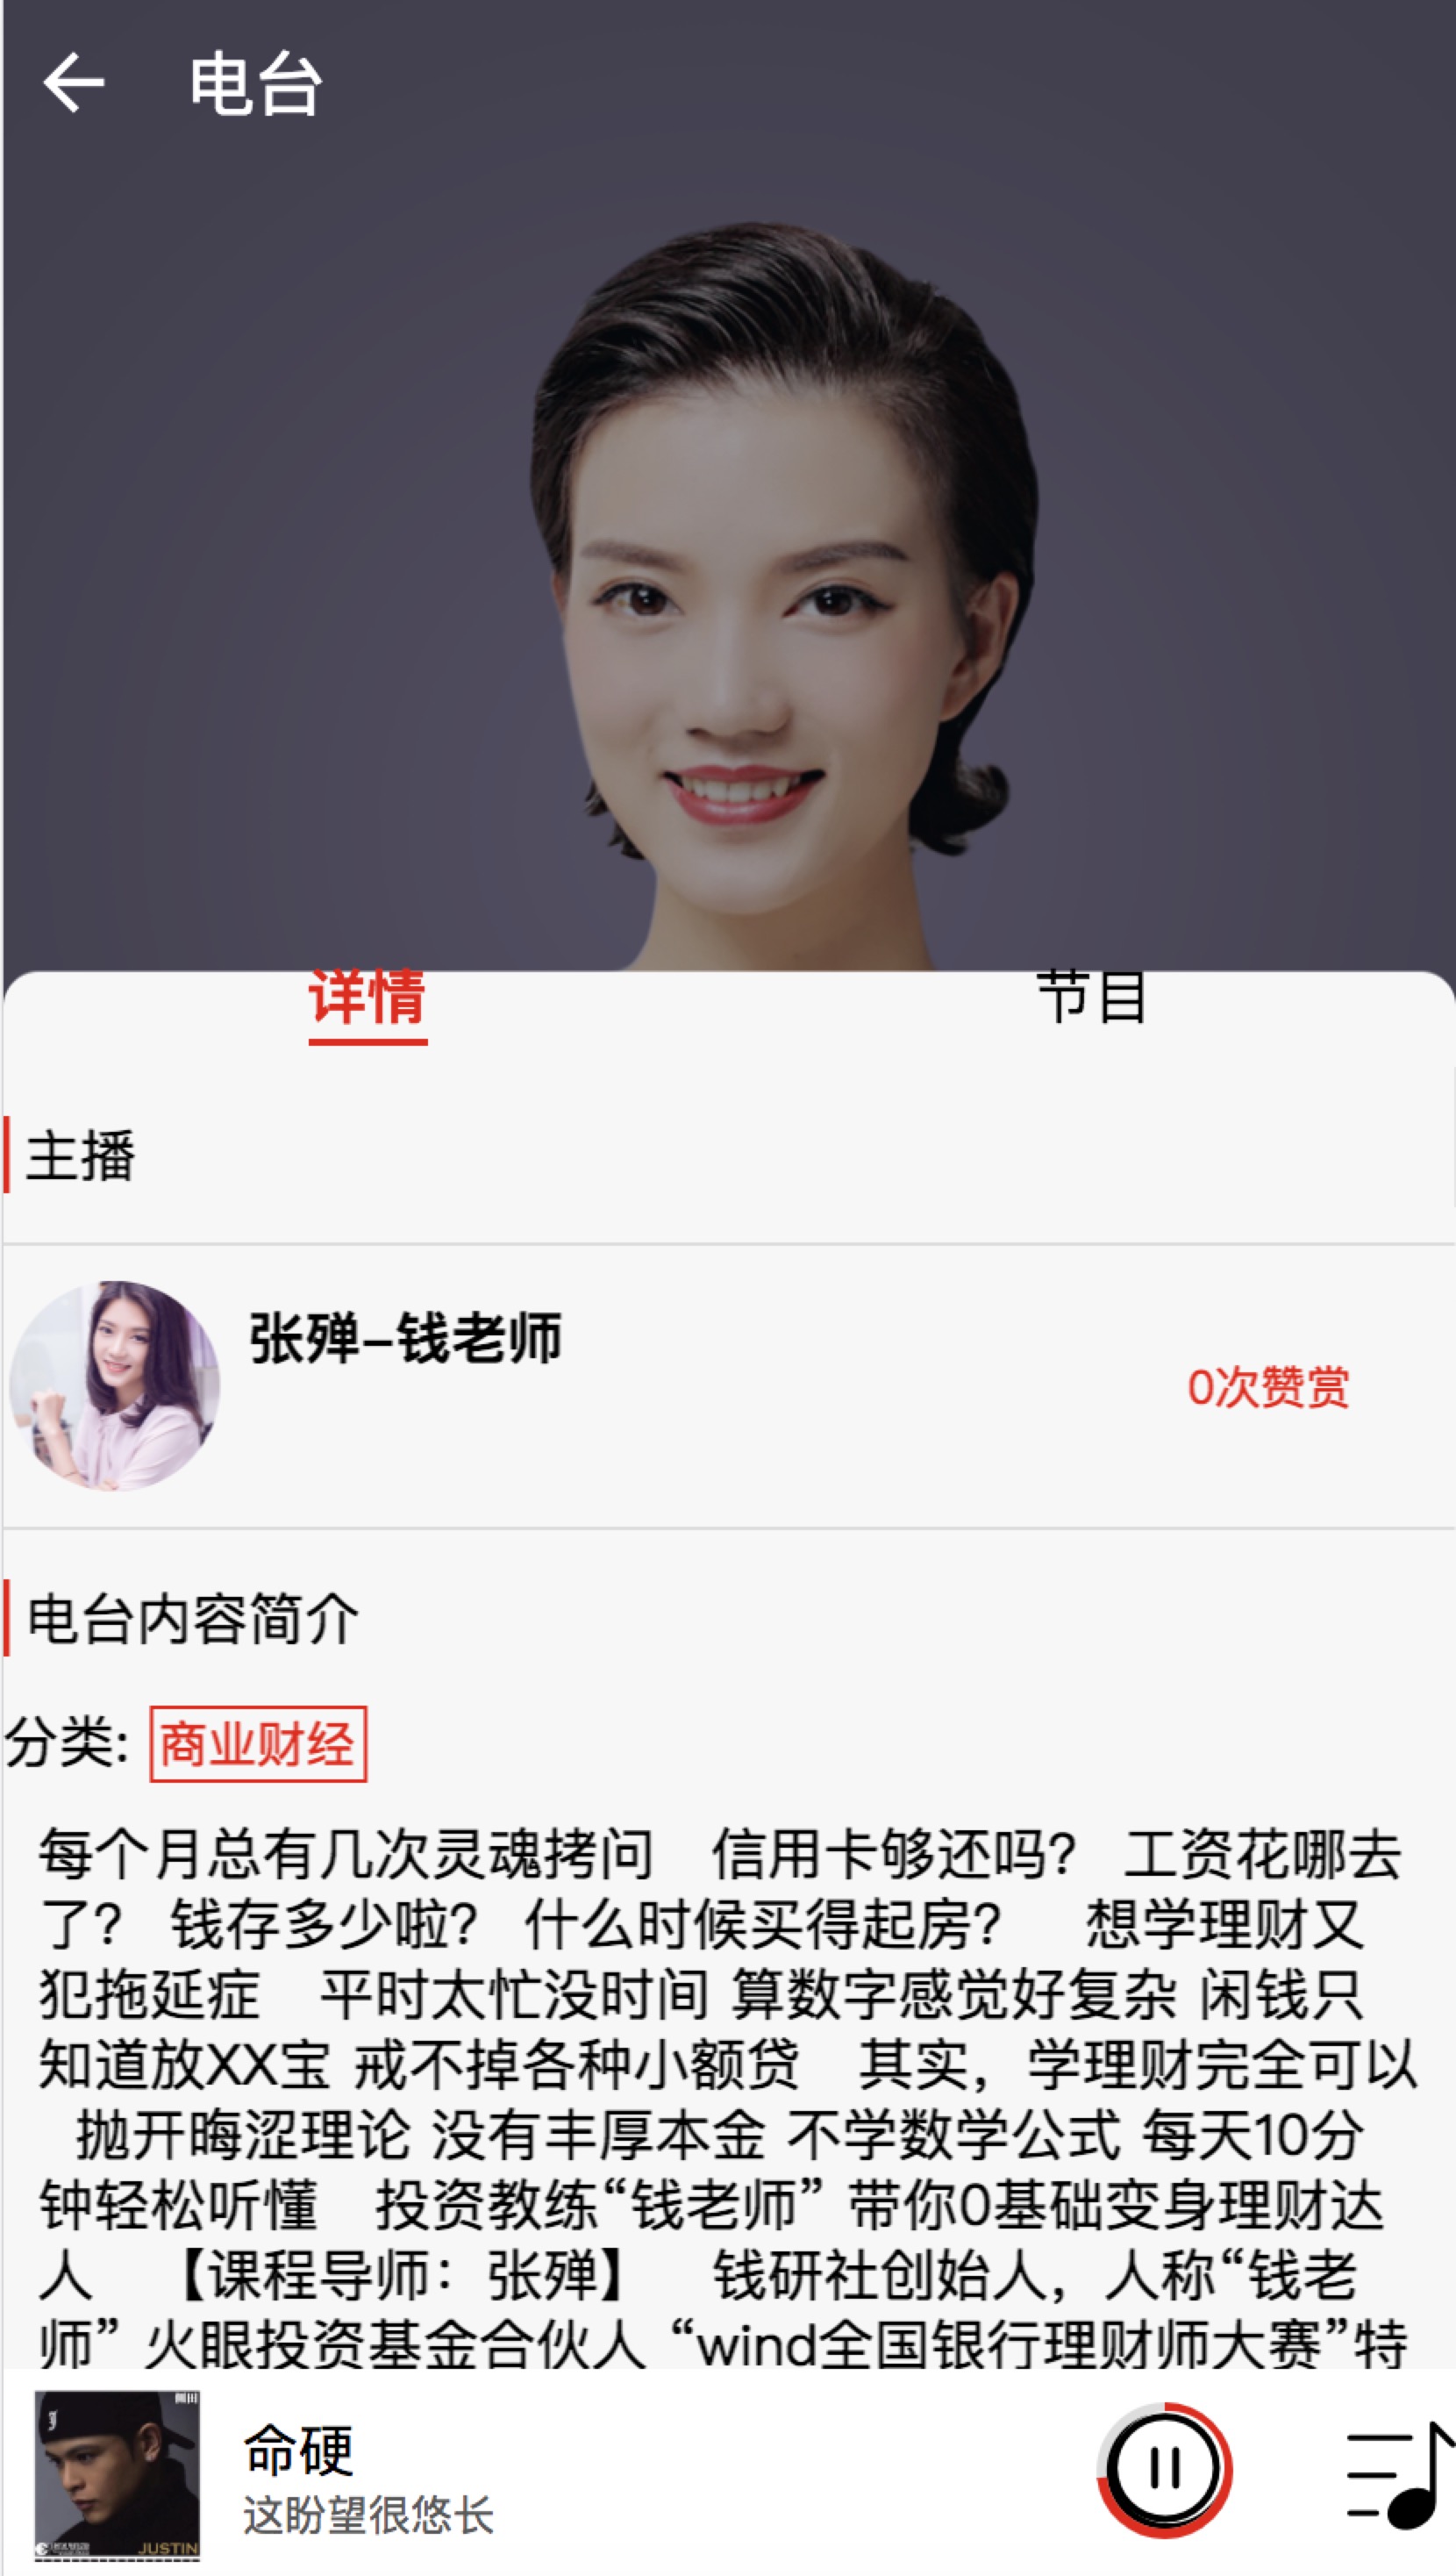 电台
详情
节目
主播
张殫–钱老师
0次赞赏
电台内容简介
分类: 商业财经
每个月总有几次灵魂拷问 信用卡够还吗？ 工资花哪去
了？ 钱存多少啦？ 什么时候买得起房？ 想学理财又
犯拖延症 平时太忙没时间 算数字感觉好复杂 闲钱只
知道放XX宝 戒不掉各种小额贷 其实，学理财完全可以
抛开晦涩理论 没有丰厚本金 不学数学公式 每天10分
钟轻松听懂 投资教练“钱老师” 带你0基础变身理财达
人 【课程导师：张殫】 钱研社创始人，人称“钱老
师” 火眼投资基金合伙人 “wind全国银行理财师大赛”特
侧田
JUSTIN
命硬
这盼望很悠长